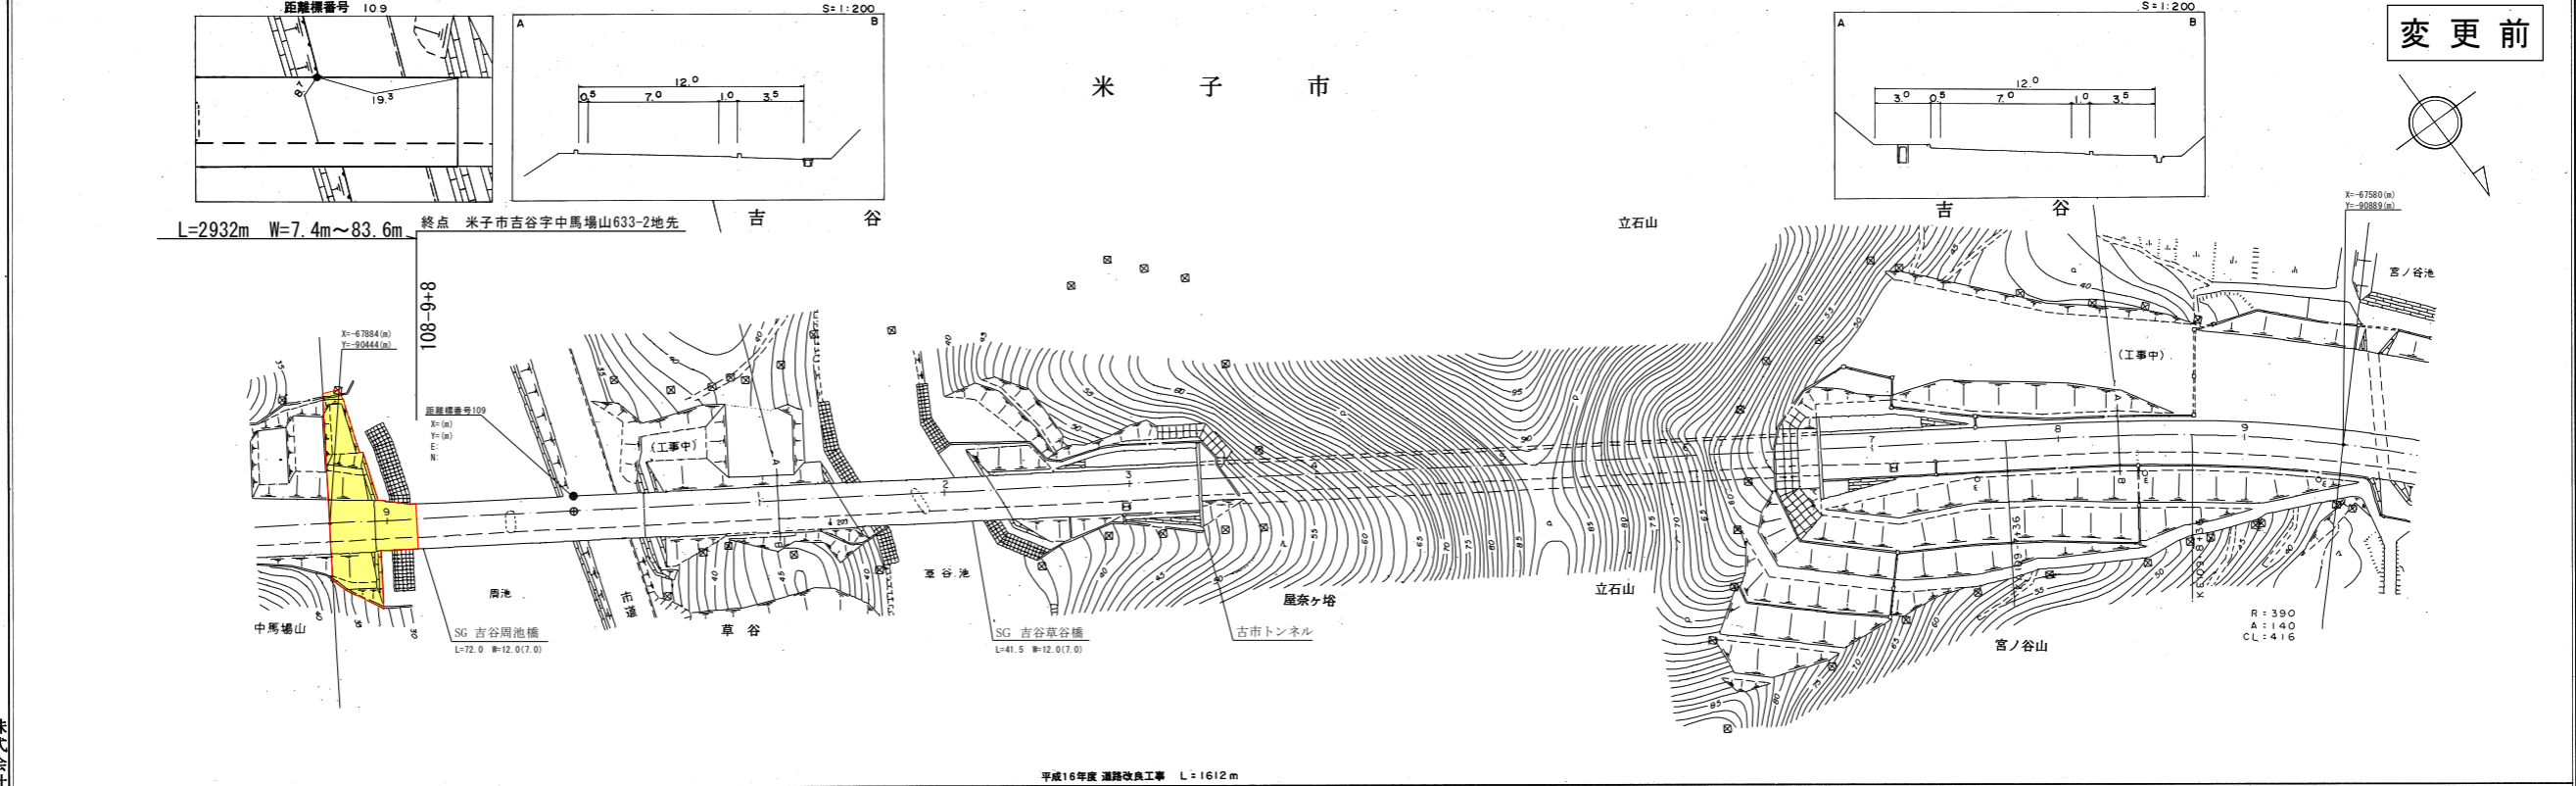 距離標番号 109
8.7
19.3
S=1:200
A
B
12.0
0.5 7.0 1.0 3.5
米子市
S=1:200
A
B
12.0
3.0 0.5 7.0 1.0 3.5
変更前
L=2932m W=7.4m～83.6m
終点 米子市吉谷字中馬場山633-2地先
108-9+8
吉谷
立石山
吉谷
X=-67580(m)
Y=-90889(m)
宮ノ谷池
X=-67884(m)
Y=-90444(m)
距離標番号109
X=(m)
Y=(m)
E:
N:
(工事中)
(工事中)
中馬場山
周池
市道
草谷
草谷池
屋奈ヶ峪
立石山
宮ノ谷山
SG 吉谷周池橋
L=72.0 W=12.0(7.0)
SG 吉谷草谷橋
L=41.5 W=12.0(7.0)
古市トンネル
R=390
A=140
CL=416
平成16年度 道路改良工事 L=1612m